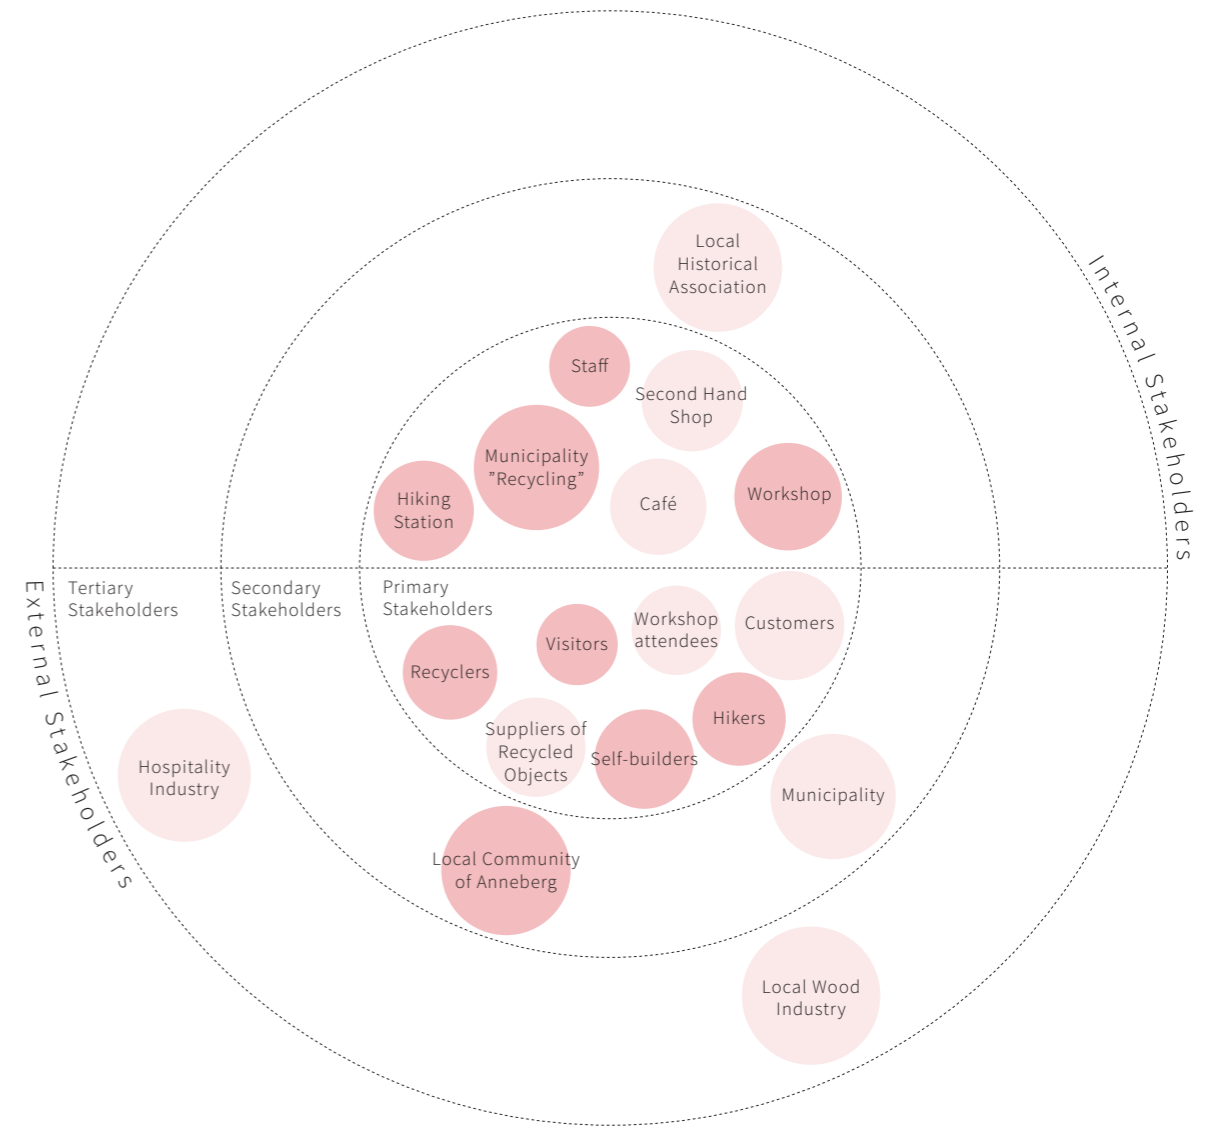 Local
Historical
Association
Internal Stakeholders
Staff
Second Hand
Shop
Municipality
”Recycling”
Hiking
Station
Café
Workshop
Tertiary
Stakeholders
Secondary
Stakeholders
Primary
Stakeholders
External Stakeholders
Visitors
Workshop
attendees
Customers
Recyclers
Suppliers of
Recycled
Objects
Self-builders
Hikers
Hospitality
Industry
Municipality
Local Community
of Anneberg
Local Wood
Industry